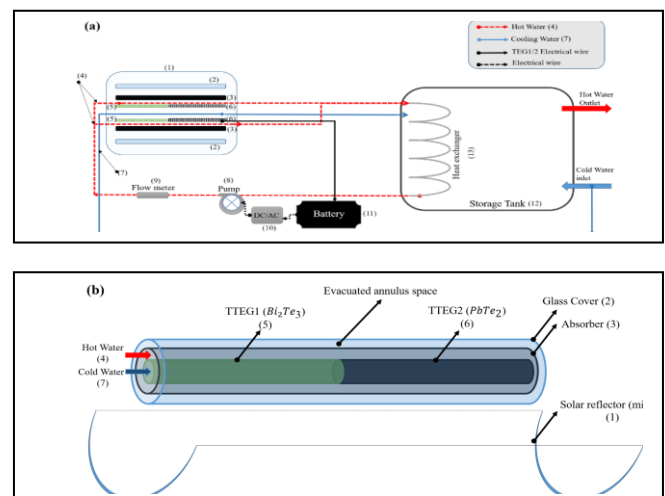 (a)
Hot Water (4)
Cooling Water (7)
TEG1/2 Electrical wire
Electrical wire
(1)
(4)
(2)
(3)
(5)
(6)
(5)
(6)
(3)
(2)
(7)
Flow meter
(9)
(8)
Pump
DC/AC
(10)
Battery
(11)
Heat exchanger
(13)
Storage Tank (12)
Hot Water
Outlet
Cold Water
inlet
(b)
Evacuated annulus space
TTEG1 (Bi₂Te₃)
(5)
TTEG2 (PbTe₂)
(6)
Glass Cover (2)
Absorber (3)
Hot Water
(4)
Cold Water
(7)
Solar reflector (mi
(1)